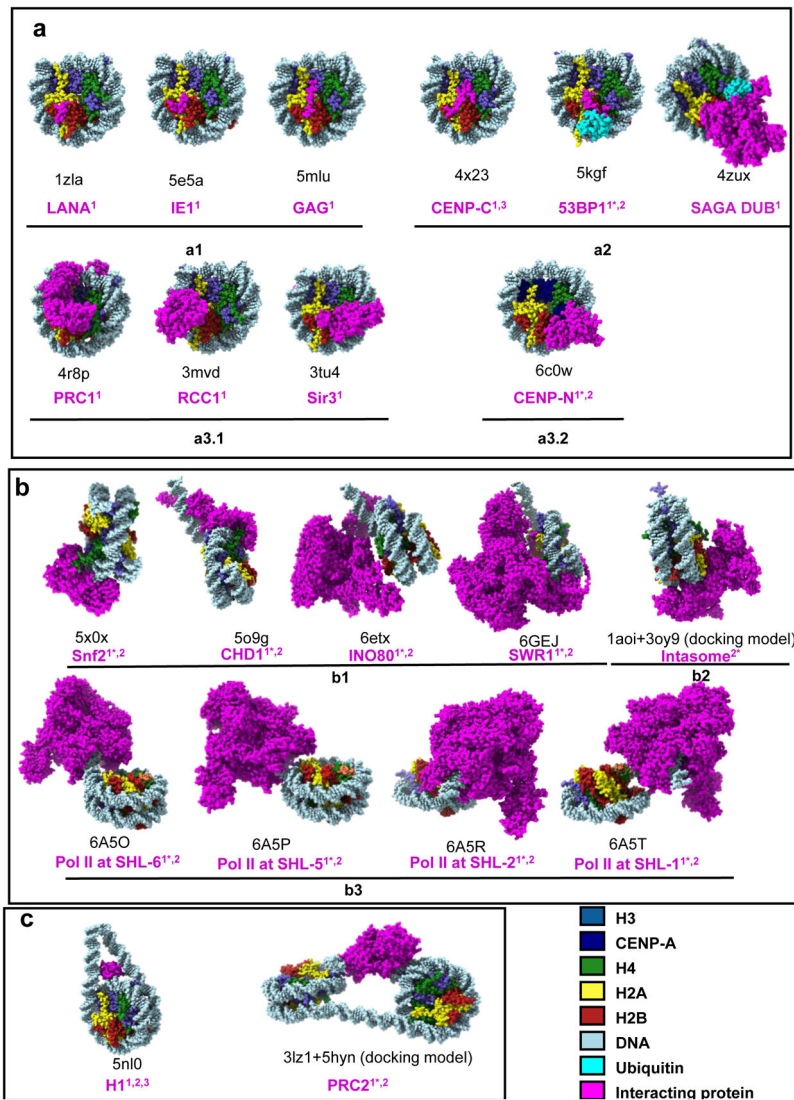 a
1zla 5e5a 5mlu 4x23 5kgf 4zux
LANA¹ IE1¹ GAG¹ CENP-C¹,³ 53BP1¹*,² SAGA DUB¹
a1 a2
4r8p 3mvd 3tu4 6c0w
PRC1¹ RCC1¹ Sir3¹ CENP-N¹*,²
a3.1 a3.2
b
5x0x 5o9g 6etx 6GEJ 1aoi+3oy9 (docking model)
Snf2¹*,² CHD1¹*,² INO80¹*,² SWR1¹*,² Intasome²*
b1 b2
6A5O 6A5P 6A5R 6A5T
Pol II at SHL-6¹*,² Pol II at SHL-5¹*,² Pol II at SHL-2¹*,² Pol II at SHL-1¹*,²
b3
c
5nl0 3lz1+5hyn (docking model)
H1¹,²,³ PRC2¹*,²
H3
CENP-A
H4
H2A
H2B
DNA
Ubiquitin
Interacting protein